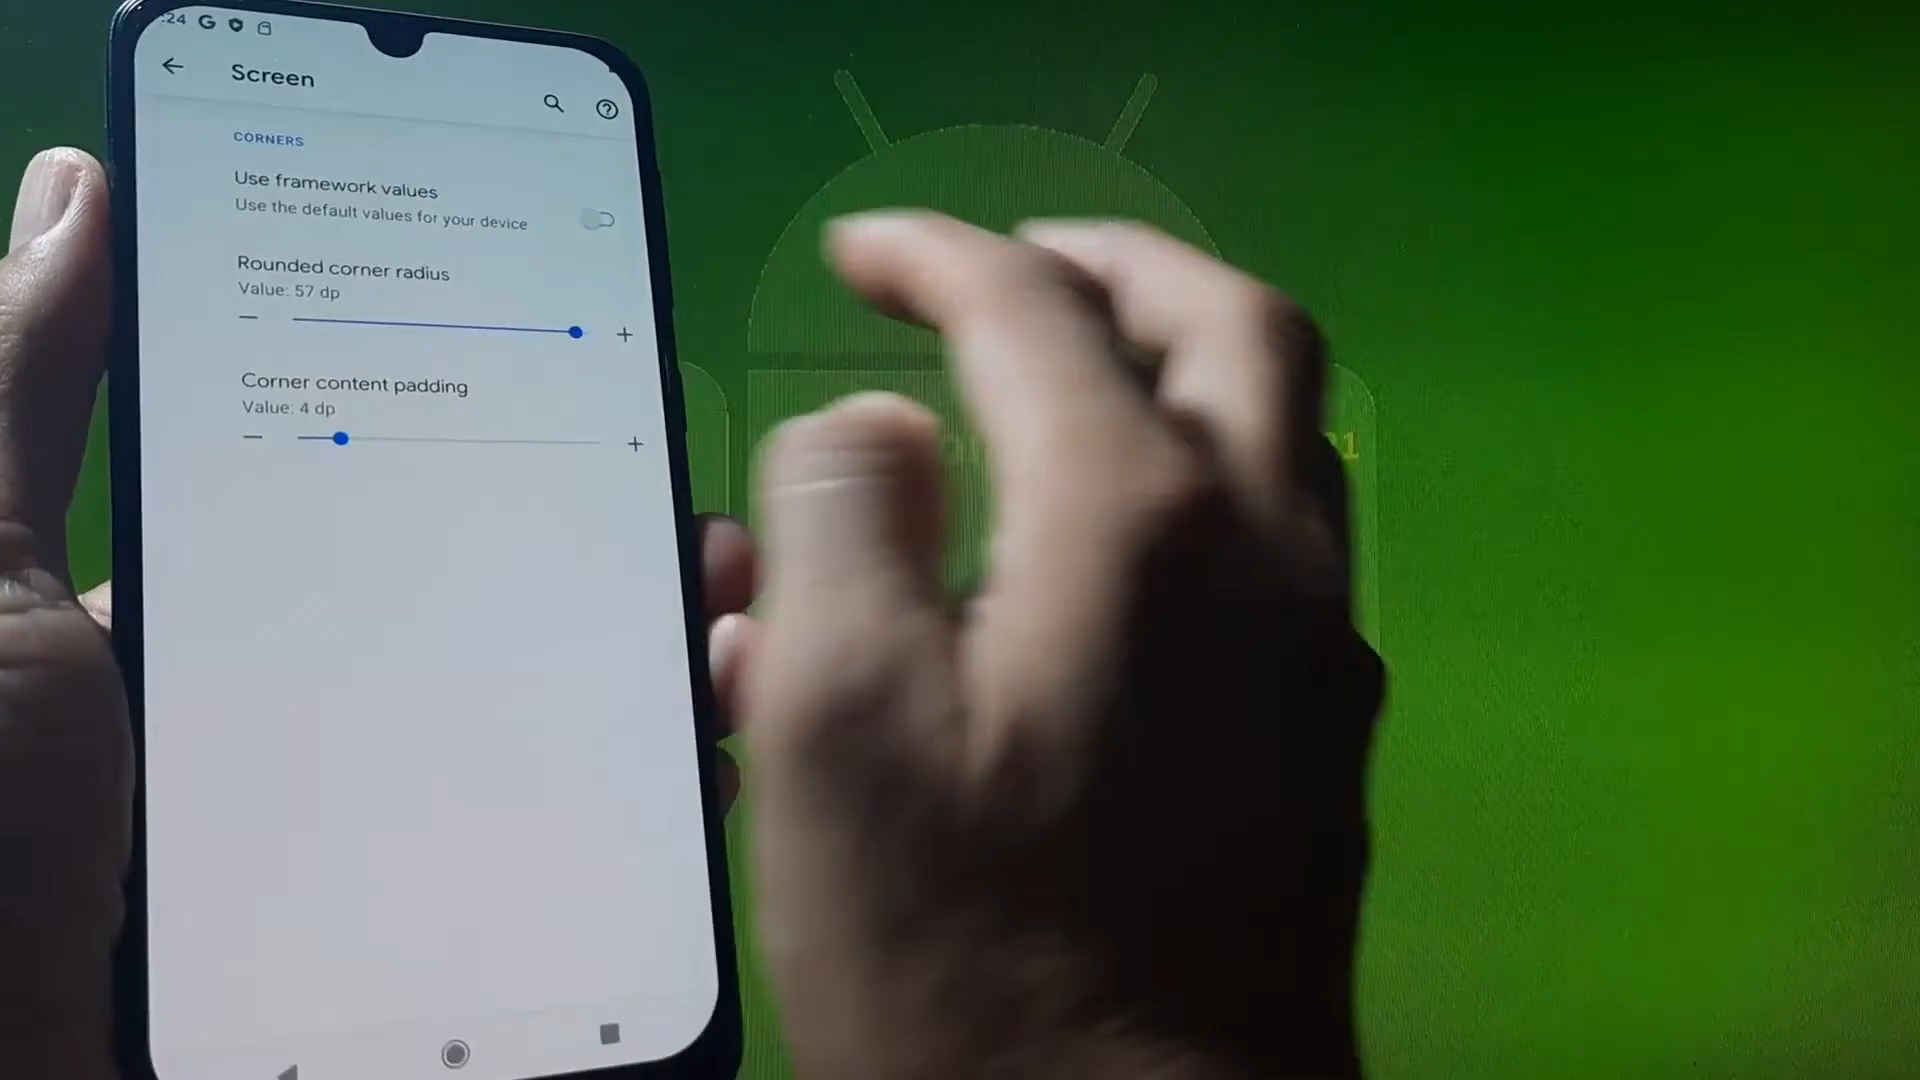 :24 G
Screen
CORNERS
Use framework values
Use the default values for your device
Rounded corner radius
Value: 57 dp
Corner content padding
Value: 4 dp